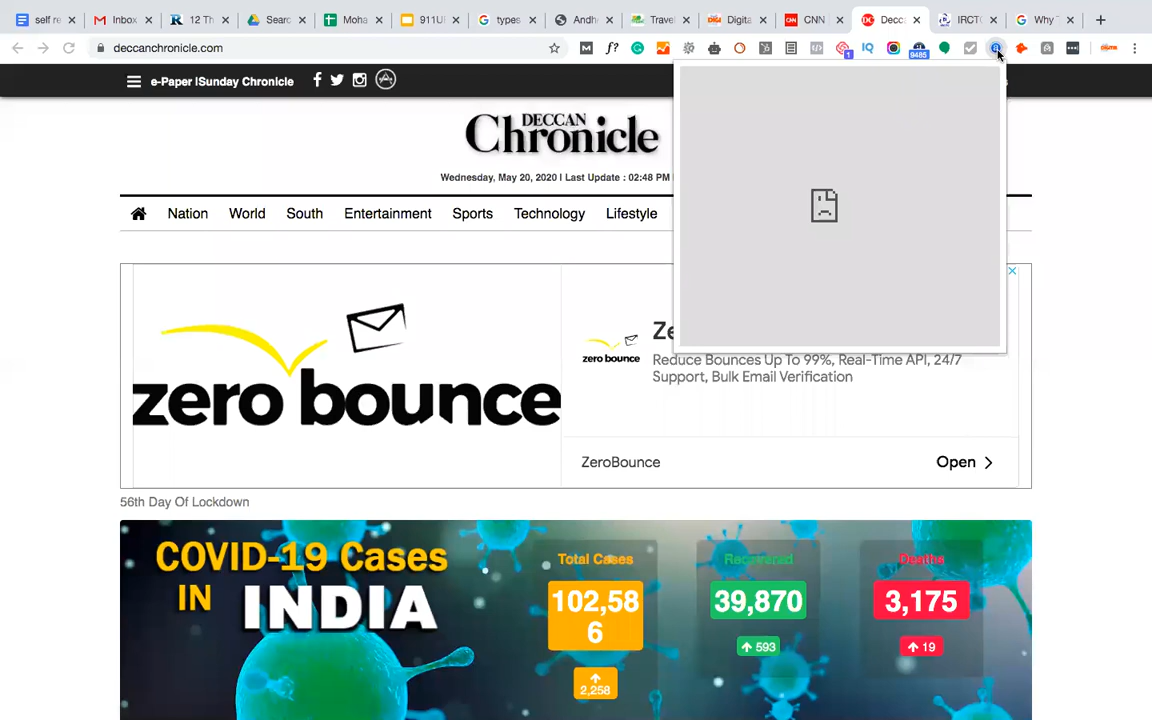 self re
Inbox
12 Th
Searc
Moha
911U
types
Andh
Travel
Digita
CNN
Decc
IRCT
Why
deccanchronicle.com
1
9485
e-Paper |Sunday Chronicle
DECCAN
Chronicle
Wednesday, May 20, 2020 | Last Update : 02:48 PM
Nation World South Entertainment Sports Technology Lifestyle
zero bounce
zero bounce
Ze
Reduce Bounces Up To 99%, Real-Time API, 24/7
Support, Bulk Email Verification
ZeroBounce
Open
56th Day Of Lockdown
COVID-19 Cases
IN INDIA
Total Cases
102,58
6
2,258
Recovered
39,870
593
Deaths
3,175
19